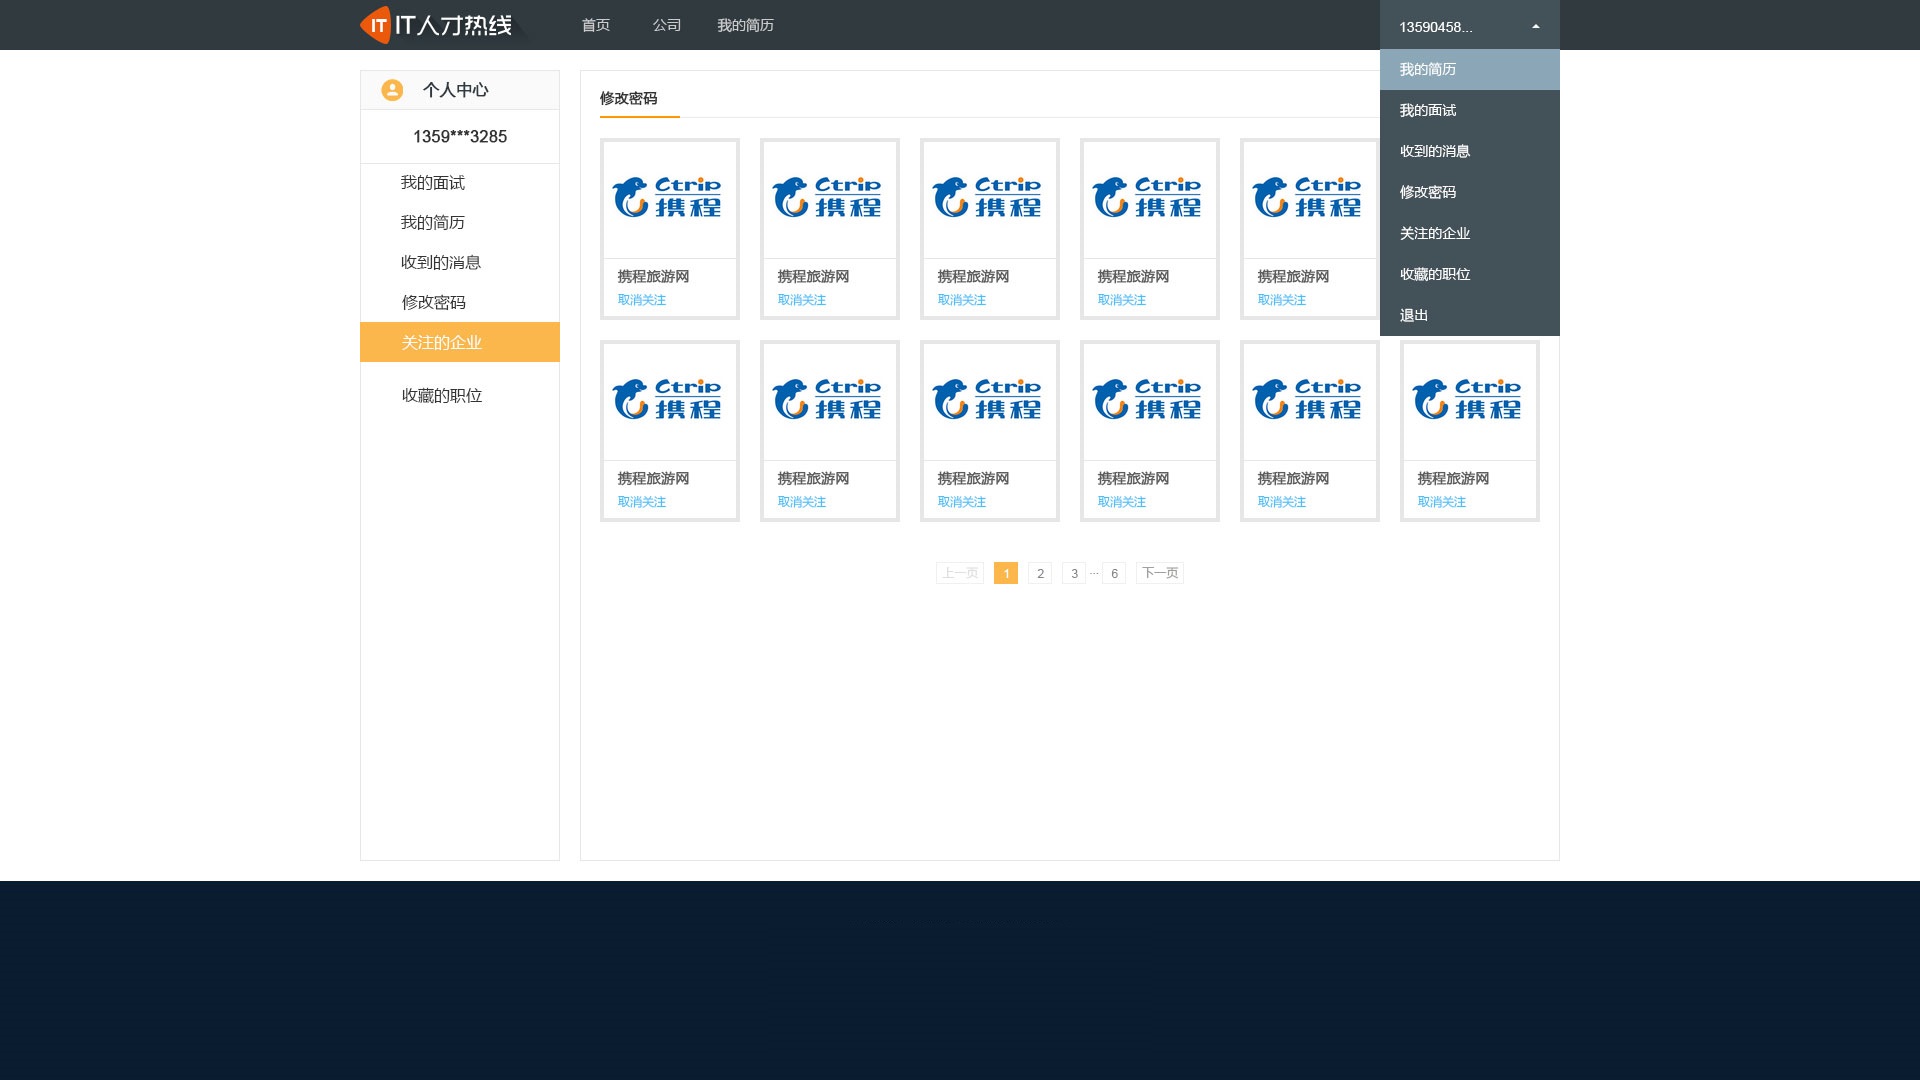 IT IT人才热线 首页 公司 我的简历 13590458...
我的简历
我的面试
收到的消息
修改密码
关注的企业
收藏的职位
退出
个人中心
1359***3285
我的面试
我的简历
收到的消息
修改密码
关注的企业
收藏的职位
修改密码
Ctrip Ctrip Ctrip Ctrip Ctrip
携程 携程 携程 携程 携程
携程旅游网 携程旅游网 携程旅游网 携程旅游网 携程旅游网
取消关注 取消关注 取消关注 取消关注 取消关注
Ctrip Ctrip Ctrip Ctrip Ctrip Ctrip
携程 携程 携程 携程 携程 携程
携程旅游网 携程旅游网 携程旅游网 携程旅游网 携程旅游网 携程旅游网
取消关注 取消关注 取消关注 取消关注 取消关注 取消关注
上一页 1 2 3 ... 6 下一页